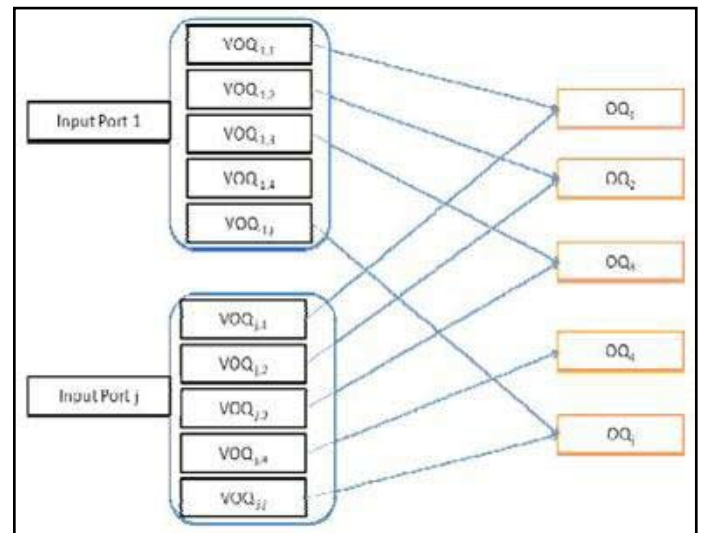 VOQ1,1
VOQ1,2
Input Port 1
VOQ1,3
VOQ1,4
VOQ1,j
OQ1
OQ2
OQ3
VOQj,1
VOQj,2
Input Port j
VOQj,3
VOQj,4
VOQj,j
OQ4
OQj